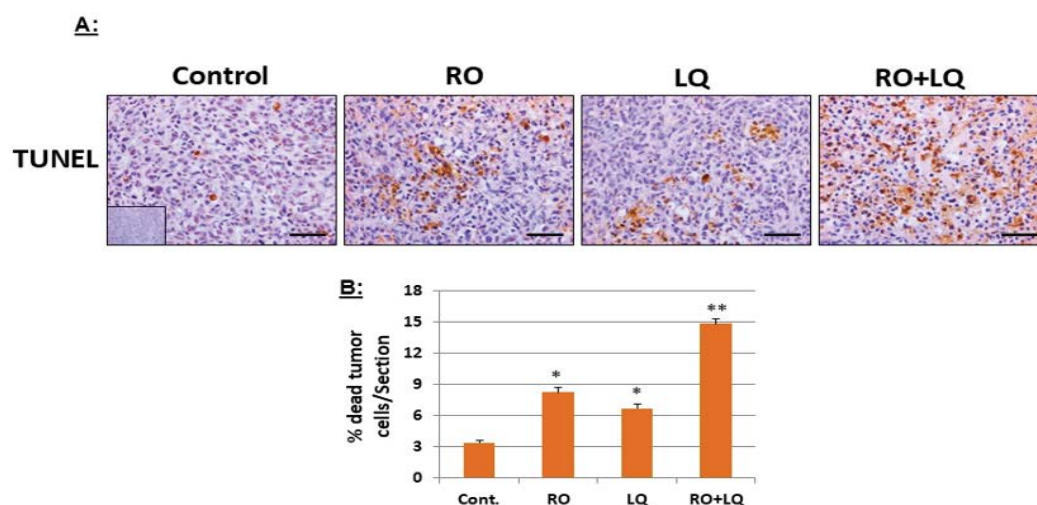 A:
Control RO LQ RO+LQ
TUNEL
B:
% dead tumor
cells/Section
18
15
12
9
6
3
0
*
*
**
Cont. RO LQ RO+LQ